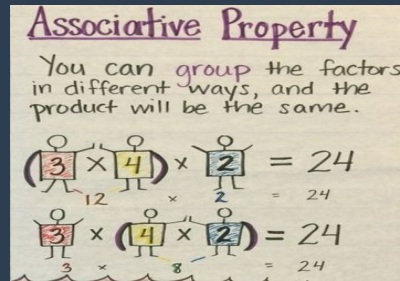 Associative Property
You can group the factors
in different ways, and the
product will be the same.
(3 × 4) × 2 = 24
12 × 2 = 24
3 × (4 × 2) = 24
3 × 8 = 24